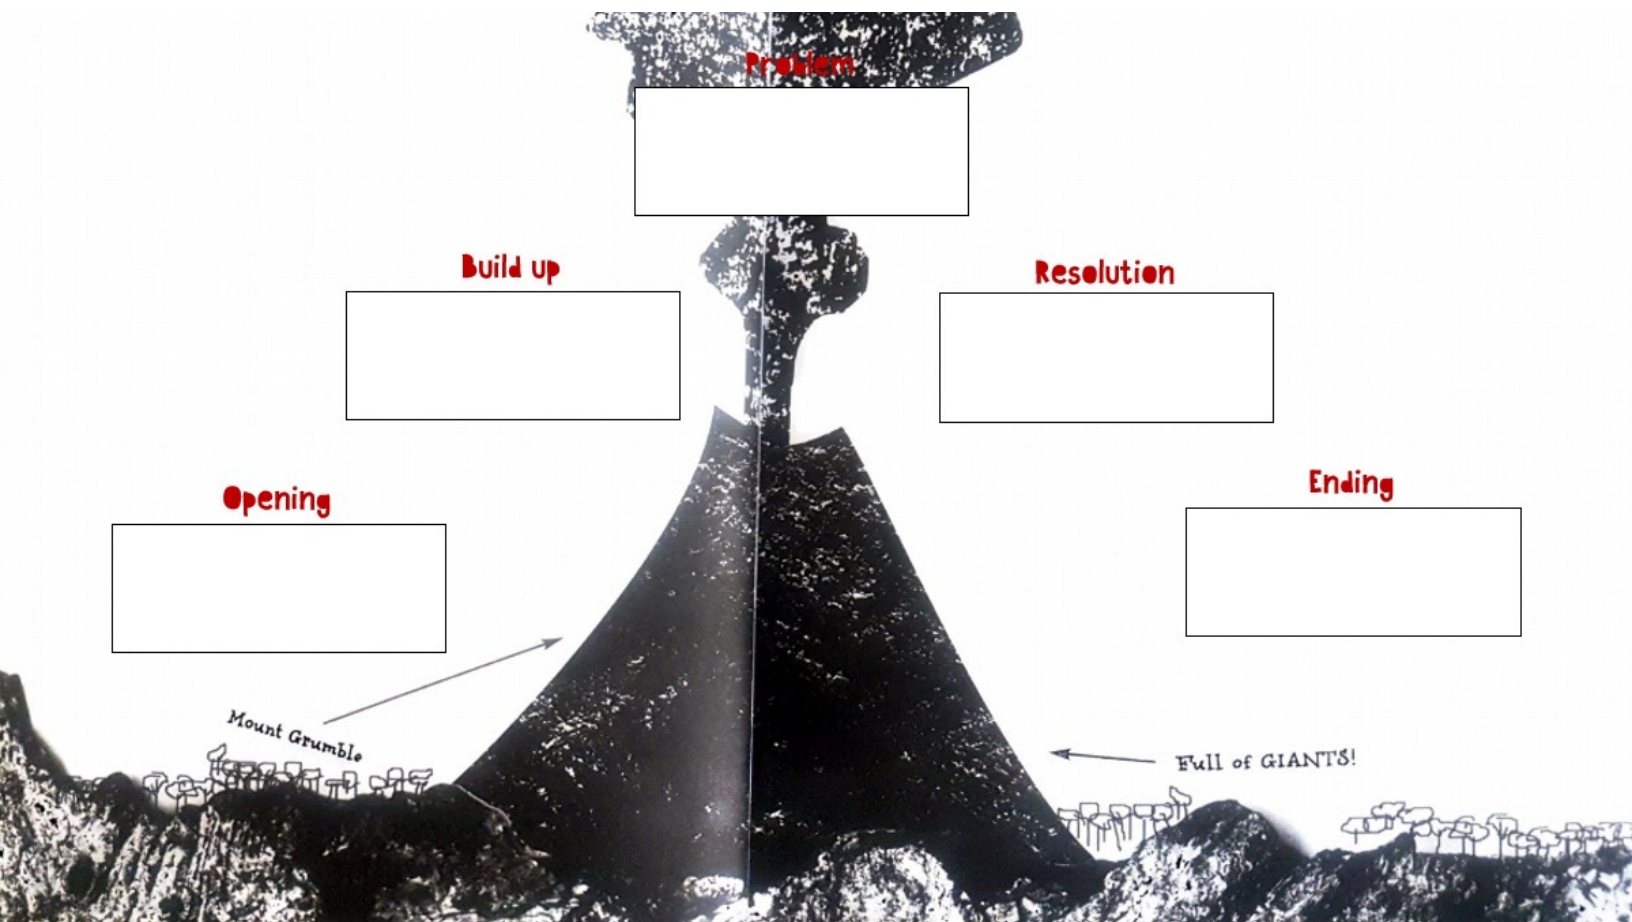 Problem
Build up
Resolution
Opening
Ending
Mount Grumble
Full of GIANTS!